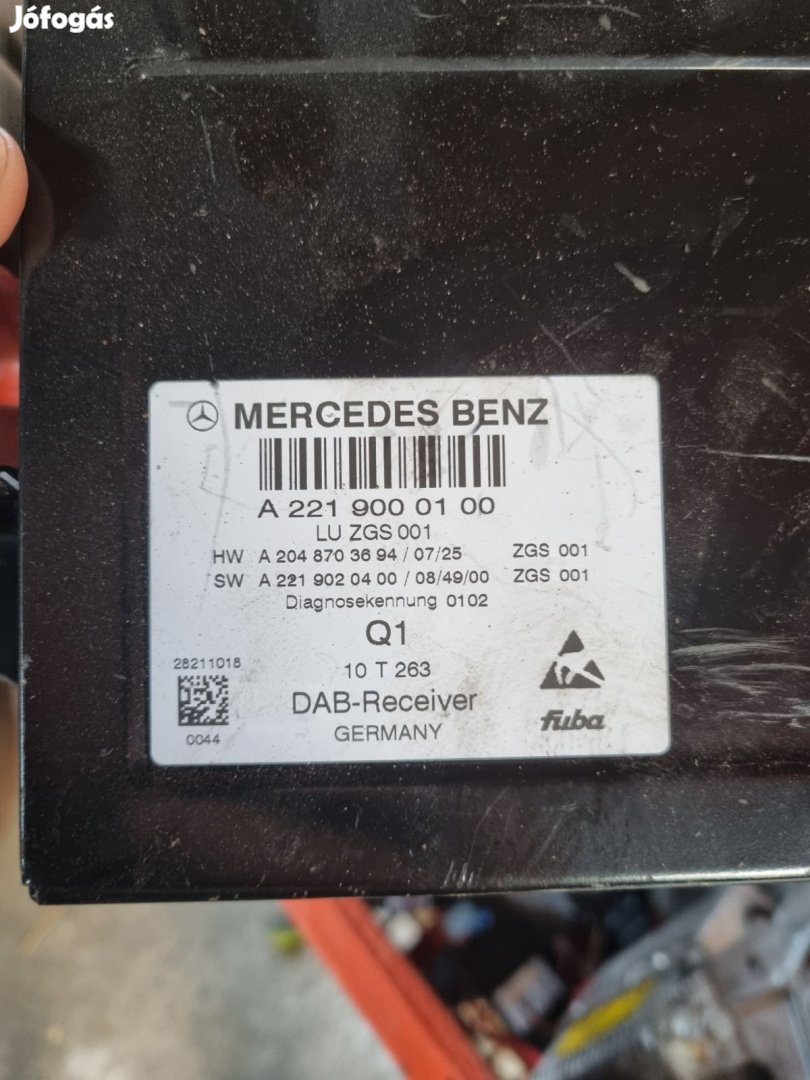 Jófogás
MERCEDES BENZ
A 221 900 01 00
LU ZGS 001
HW A 204 870 36 94 / 07/25 ZGS 001
SW A 221 902 04 00 / 08/49/00 ZGS 001
Diagnosekennung 0102
Q1
28211018
10 T 263
DAB-Receiver
fuba
0044
GERMANY